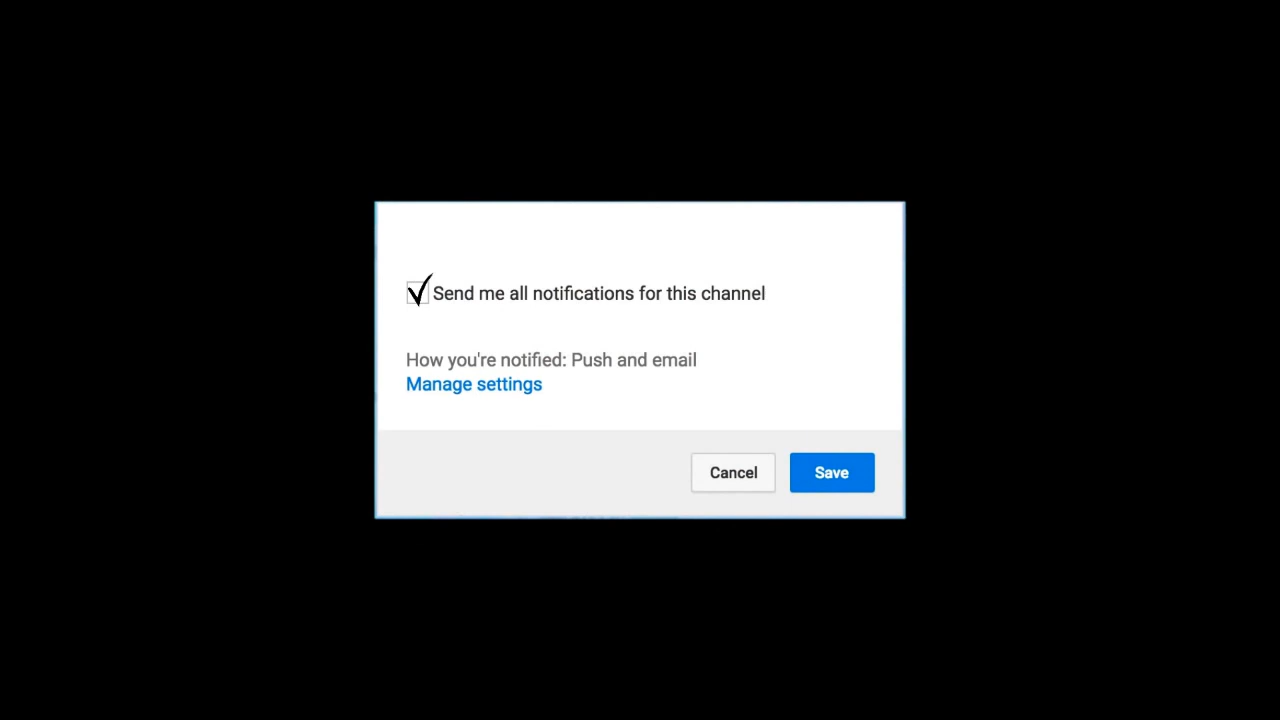 Send me all notifications for this channel
How you're notified: Push and email
Manage settings
Cancel
Save